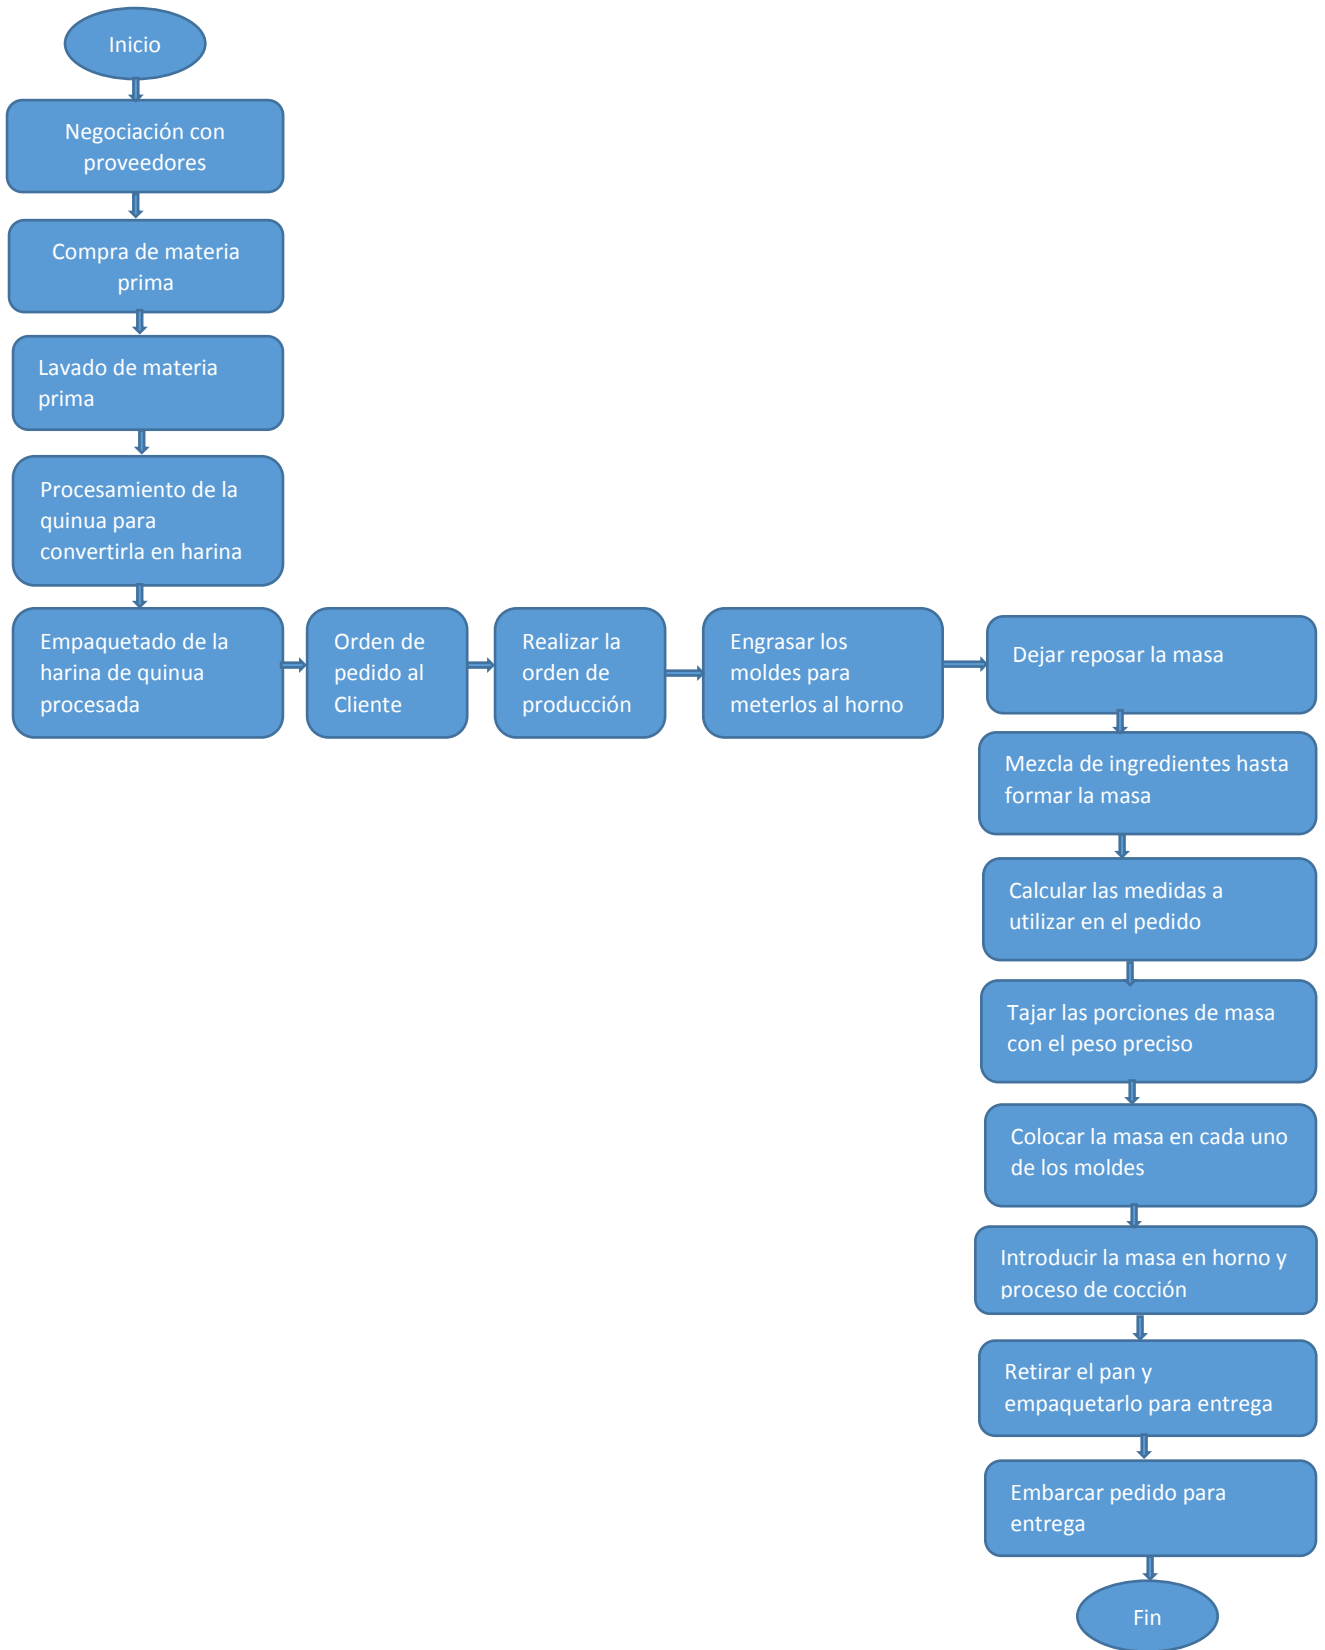 Inicio
Negociación con
proveedores
Compra de materia
prima
Lavado de materia
prima
Procesamiento de la
quinua para
convertirla en harina
Empaquetado de la
harina de quinua
procesada
Orden de
pedido al
Cliente
Realizar la
orden de
producción
Engrasar los
moldes para
meterlos al horno
Dejar reposar la masa
Mezcla de ingredientes hasta
formar la masa
Calcular las medidas a
utilizar en el pedido
Tajar las porciones de masa
con el peso preciso
Colocar la masa en cada uno
de los moldes
Introducir la masa en horno y
proceso de cocción
Retirar el pan y
empaquetarlo para entrega
Embarcar pedido para
entrega
Fin